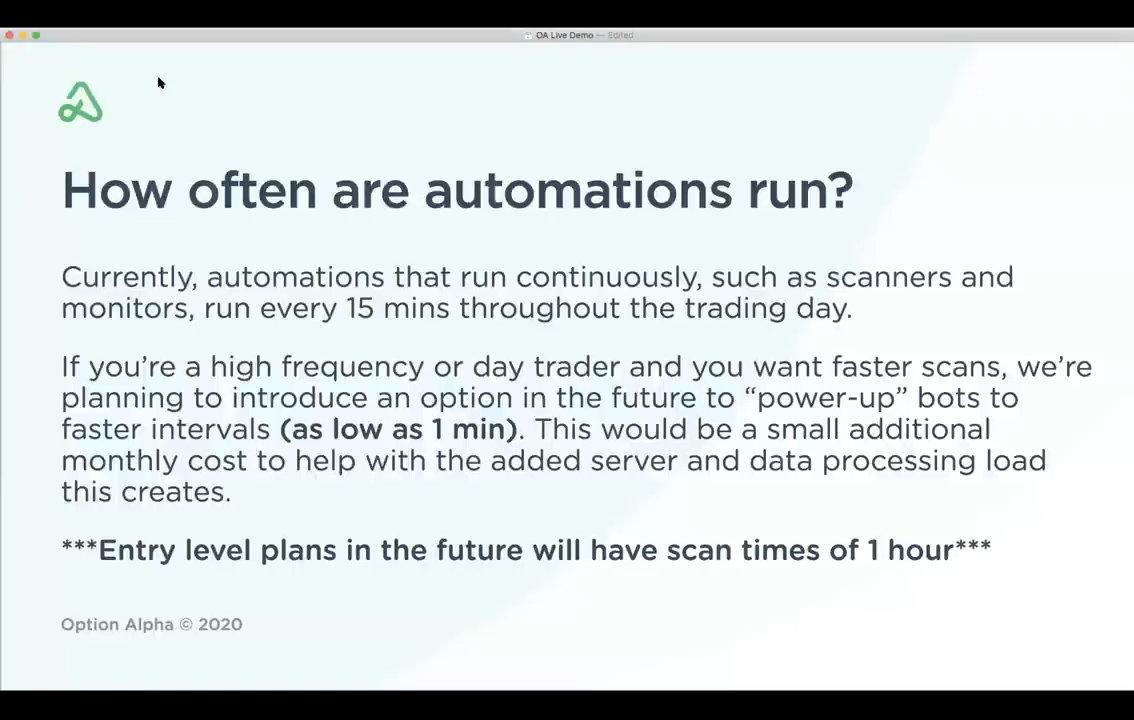 OA Live Demo — Edited
How often are automations run?
Currently, automations that run continuously, such as scanners and
monitors, run every 15 mins throughout the trading day.
If you’re a high frequency or day trader and you want faster scans, we’re
planning to introduce an option in the future to “power-up” bots to
faster intervals (as low as 1 min). This would be a small additional
monthly cost to help with the added server and data processing load
this creates.
***Entry level plans in the future will have scan times of 1 hour***
Option Alpha © 2020